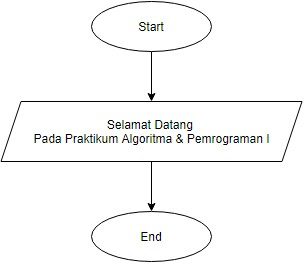 Start
Selamat Datang
Pada Praktikum Algoritma & Pemrograman I
End